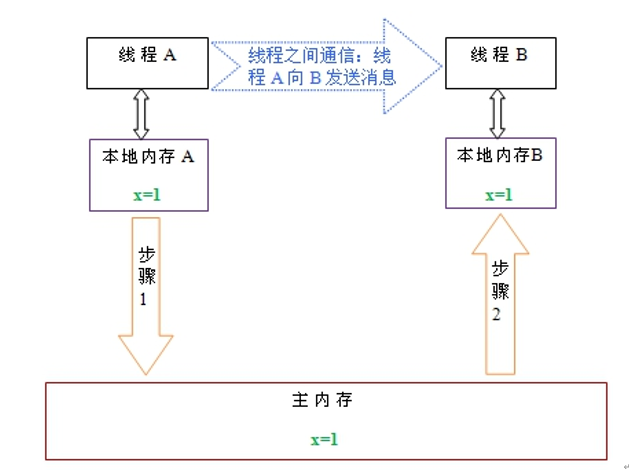 线程 A
线程之间通信：线
程 A 向 B 发送消息
线程 B
本地内存 A
x=1
本地内存B
x=1
步
骤
1
步
骤
2
主内存
x=1